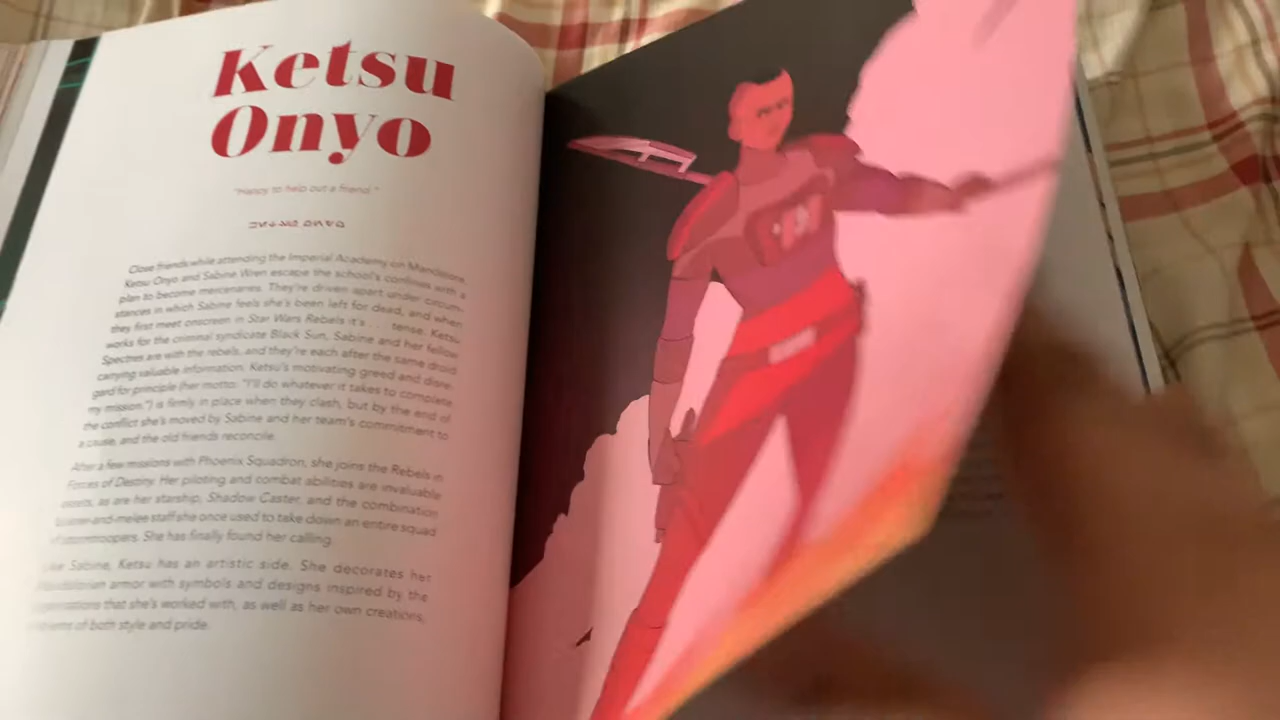 Ketsu
Onyo
"Happy to help out a friend."
Close friends while attending the Imperial Academy on Mandalore,
Ketsu Onyo and Sabine Wren escape the school's confines with a
plan to become mercenaries. They're driven apart under circum-
stances in which Sabine feels she's been left for dead, and when
they first meet onscreen in Star Wars Rebels it's . . . tense. Ketsu
works for the criminal syndicate Black Sun, Sabine and her fellow
Spectres are with the rebels, and they're each after the same droid
carrying valuable information. Ketsu's motivating greed and disre-
gard for principle (her motto: "I'll do whatever it takes to complete
my mission.") is firmly in place when they clash, but by the end of
the conflict she's moved by Sabine and her team's commitment to
a cause, and the old friends reconcile.
After a few missions with Phoenix Squadron, she joins the Rebels in
Forces of Destiny. Her piloting and combat abilities are invaluable
assets, as are her starship, Shadow Caster, and the combination
blaster-and-melee staff she once used to take down an entire squad
of stormtroopers. She has finally found her calling.
Like Sabine, Ketsu has an artistic side. She decorates her
Mandalorian armor with symbols and designs inspired by the
organizations that she's worked with, as well as her own creations,
of both style and pride.